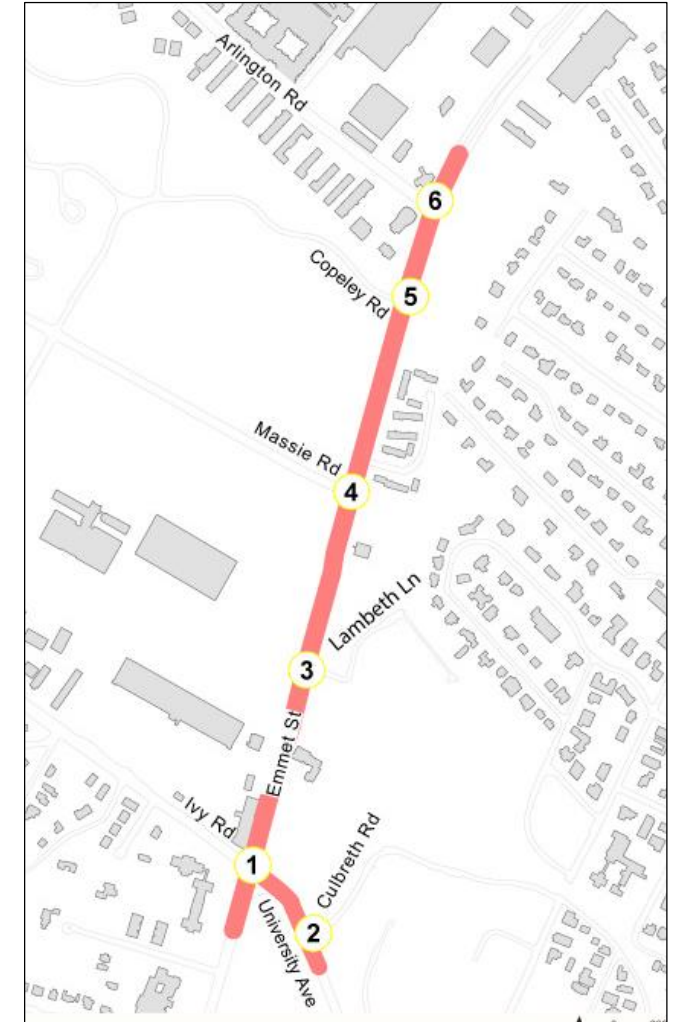 Arlington Rd
6
Copeley Rd
5
Massie Rd
4
Lambeth Ln
3
Emmet St
Ivy Rd
1
Culbreth Rd
2
University Ave